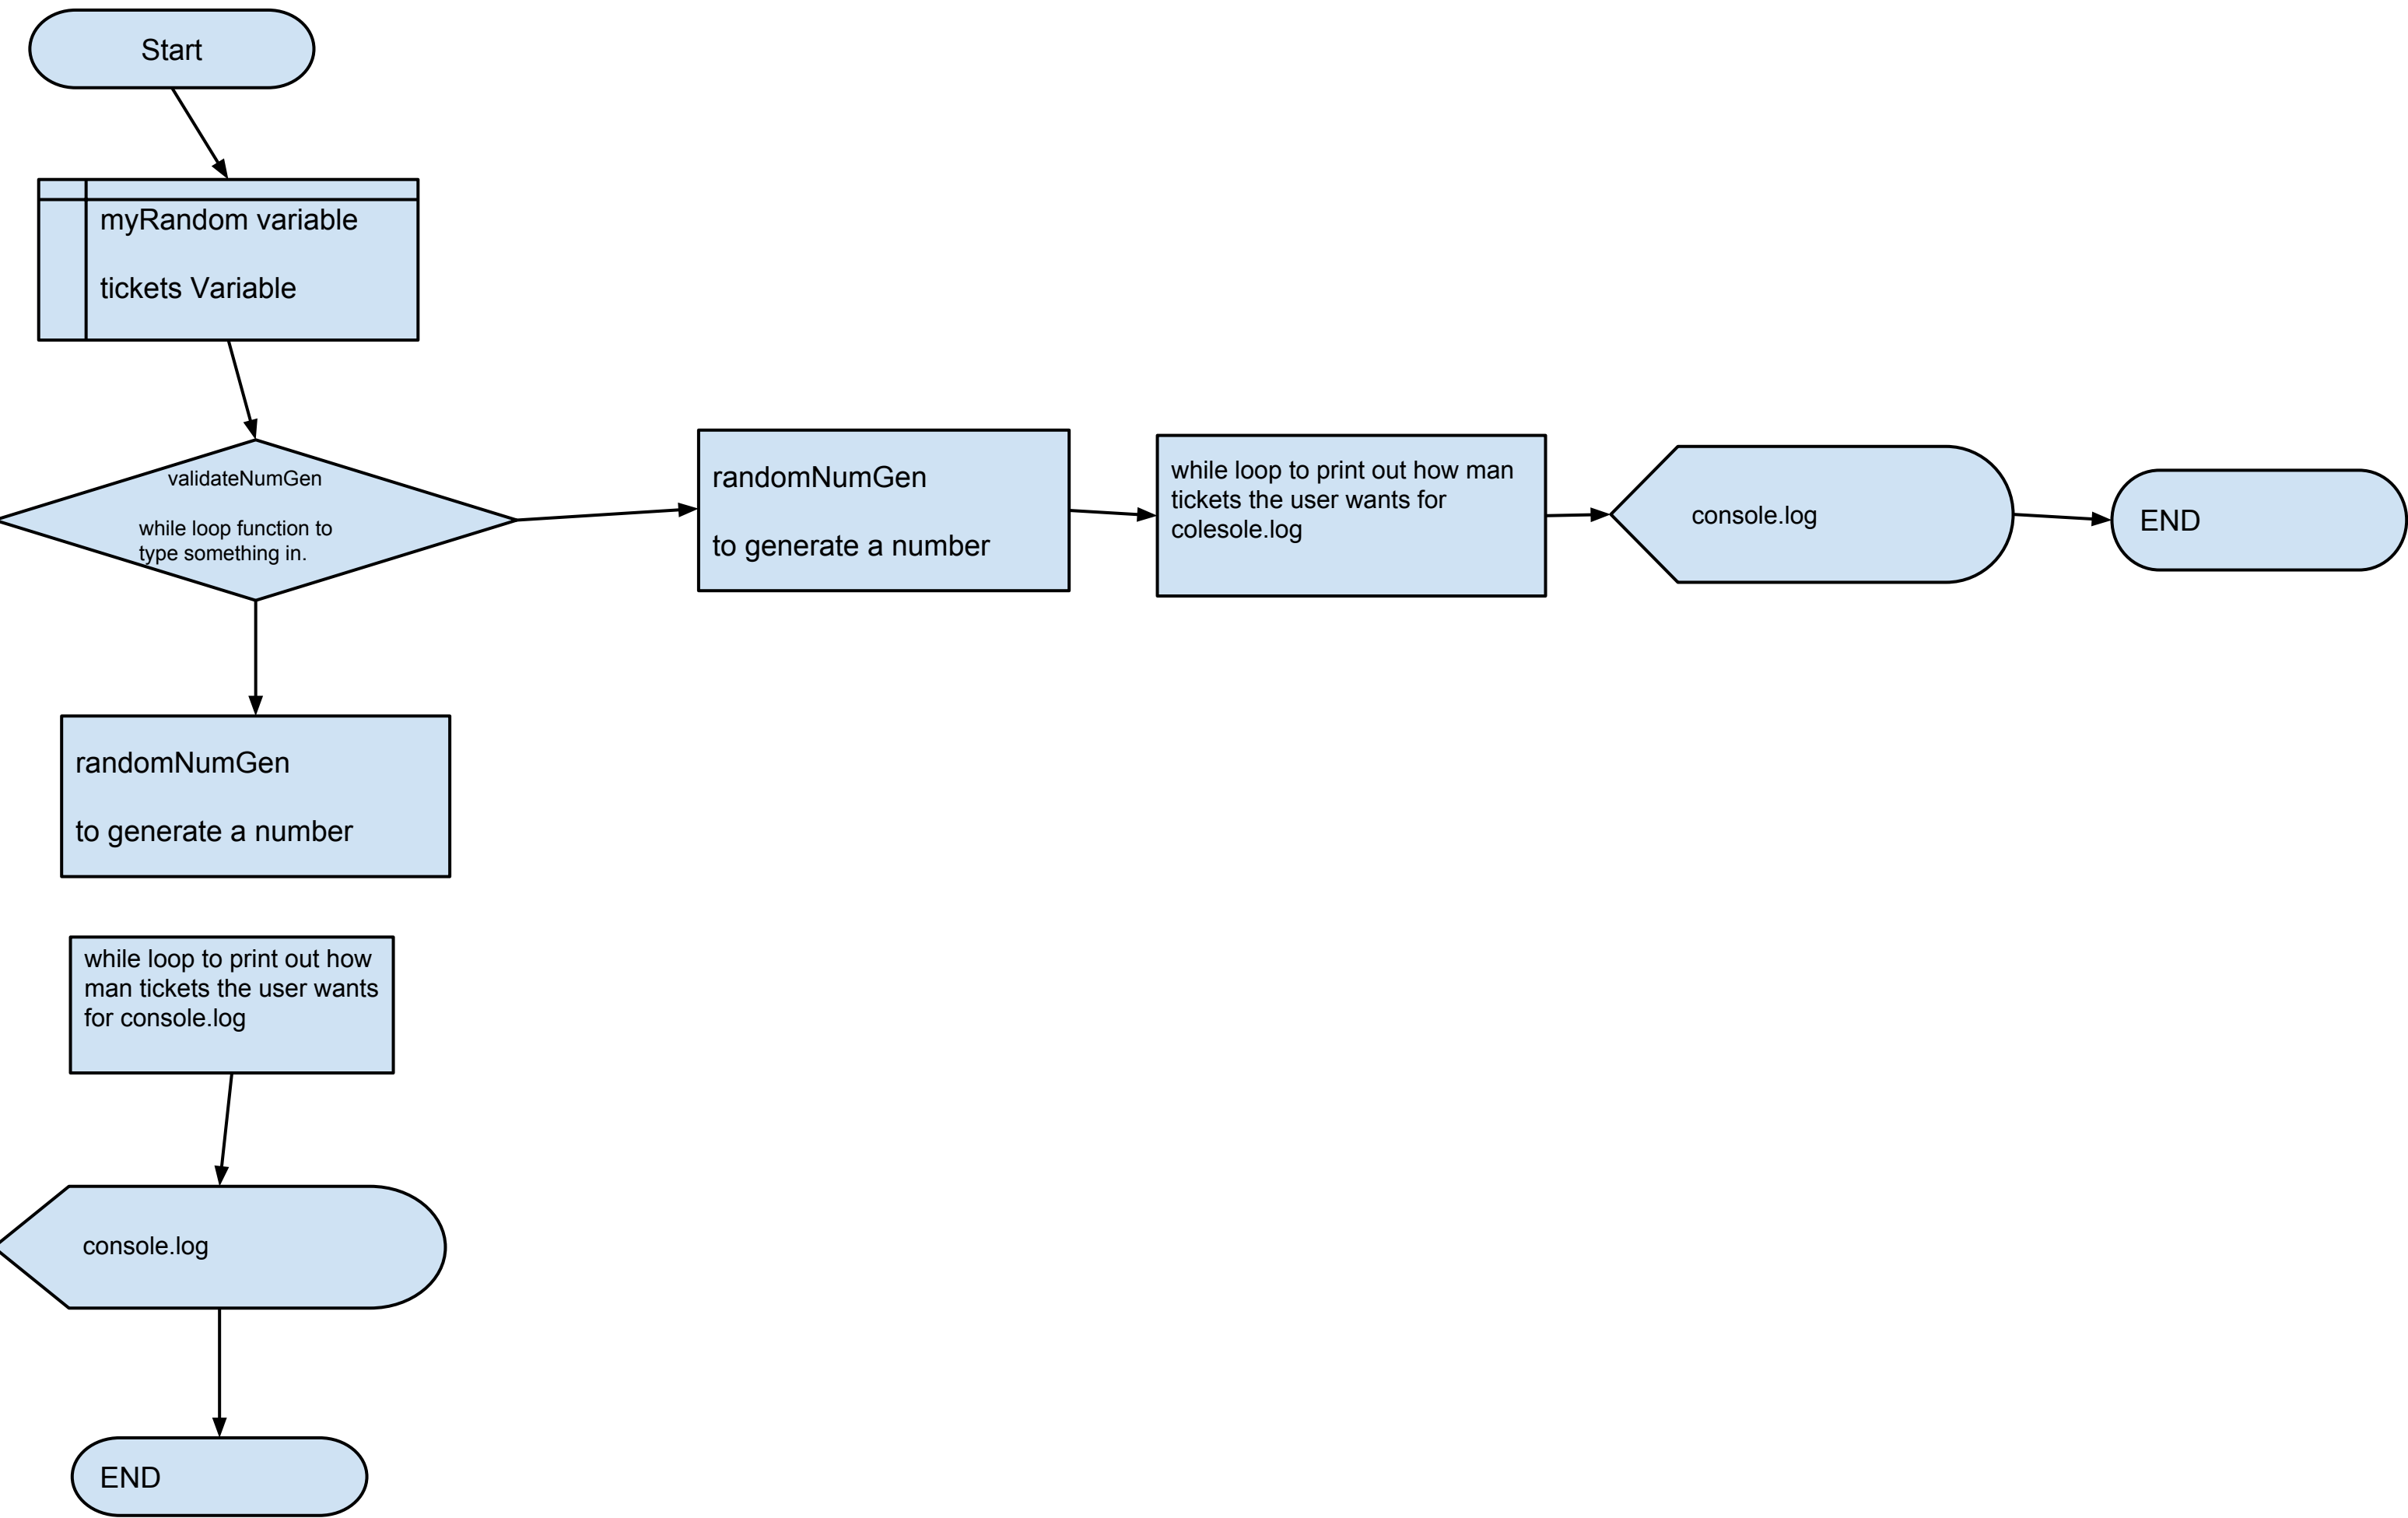 Start
myRandom variable
tickets Variable
validateNumGen
while loop function to
type something in.
randomNumGen
to generate a number
while loop to print out how man
tickets the user wants for
colesole.log
console.log
END
randomNumGen
to generate a number
while loop to print out how
man tickets the user wants
for console.log
console.log
END